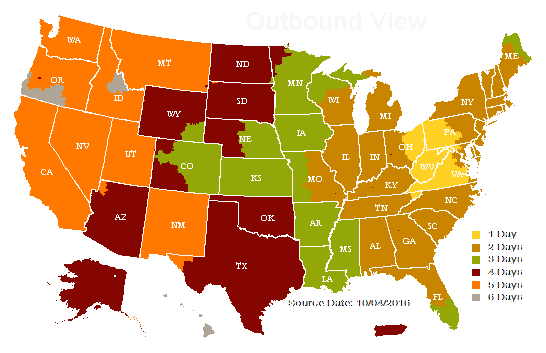 Outbound View
WA
MT
ND
MN
ME
OR
ID
SD
WI
NY
WY
MI
IA
PA
NE
NV
UT
CO
IL
IN
OH
WV
VA
CA
KS
MO
KY
NC
TN
AZ
NM
OK
AR
SC
MS
AL
GA
TX
LA
FL
1 Day
2 Days
3 Days
4 Days
5 Days
6 Days
Source Date: 10/04/2016